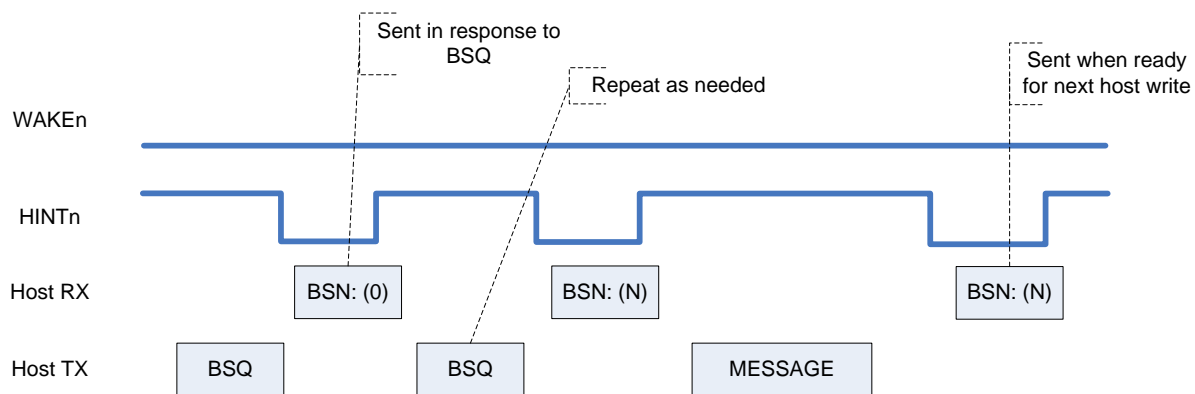 Sent in response to
BSQ
Repeat as needed
Sent when ready
for next host write
WAKEn
HINTn
Host RX
BSN: (0)
BSN: (N)
BSN: (N)
Host TX
BSQ
BSQ
MESSAGE